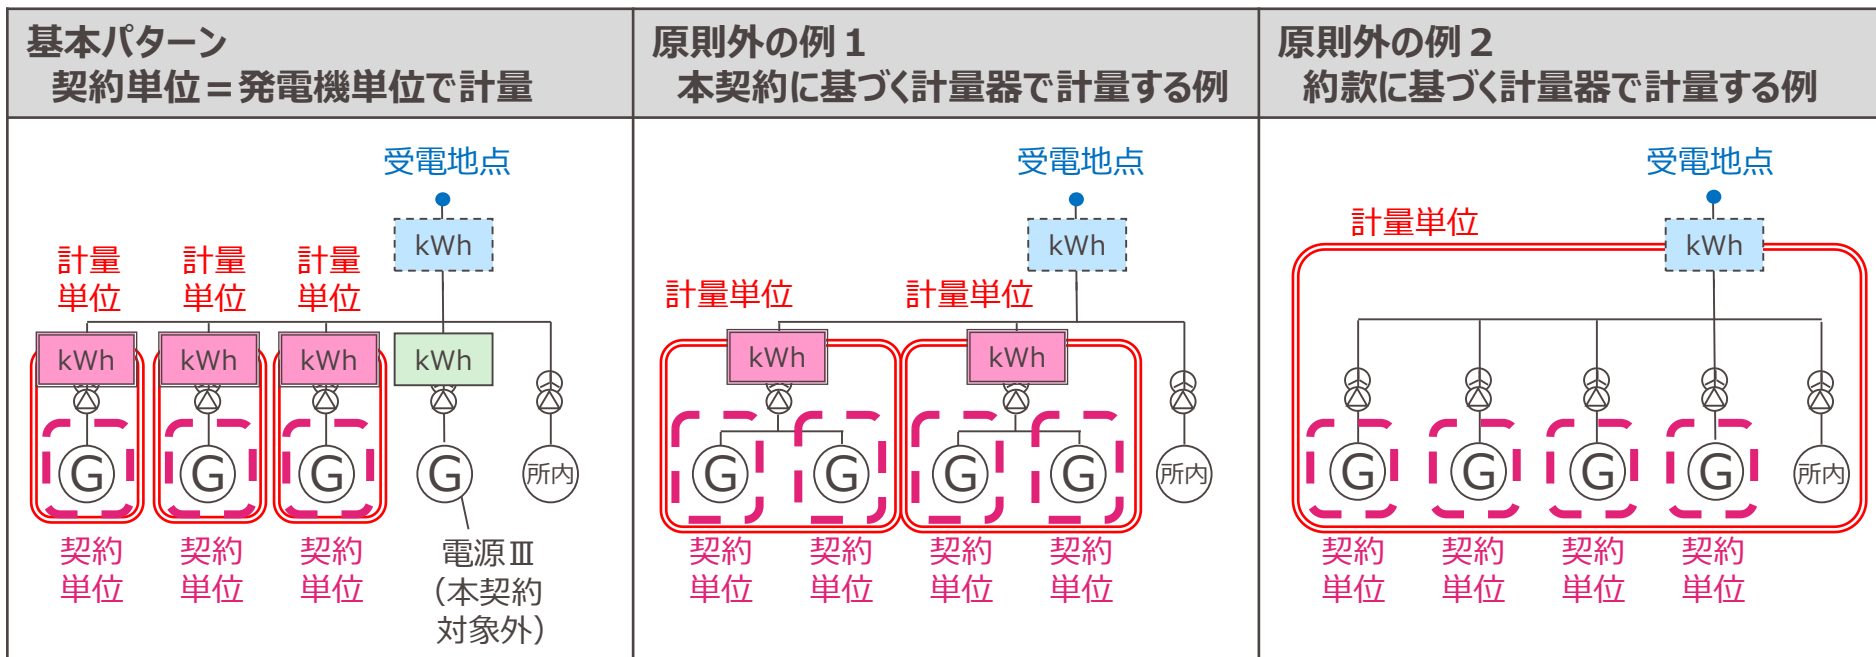 基本パターン
契約単位=発電機単位で計量
受電地点
kWh
計量
単位
計量
単位
計量
単位
kWh
kWh
kWh
kWh
G
G
G
G
所内
契約
単位
契約
単位
契約
単位
電源Ⅲ
(本契約
対象外)
原則外の例1
本契約に基づく計量器で計量する例
受電地点
kWh
計量単位
計量単位
kWh
kWh
G
G
G
G
所内
契約
単位
契約
単位
契約
単位
契約
単位
原則外の例2
約款に基づく計量器で計量する例
受電地点
計量単位
kWh
G
G
G
G
所内
契約
単位
契約
単位
契約
単位
契約
単位